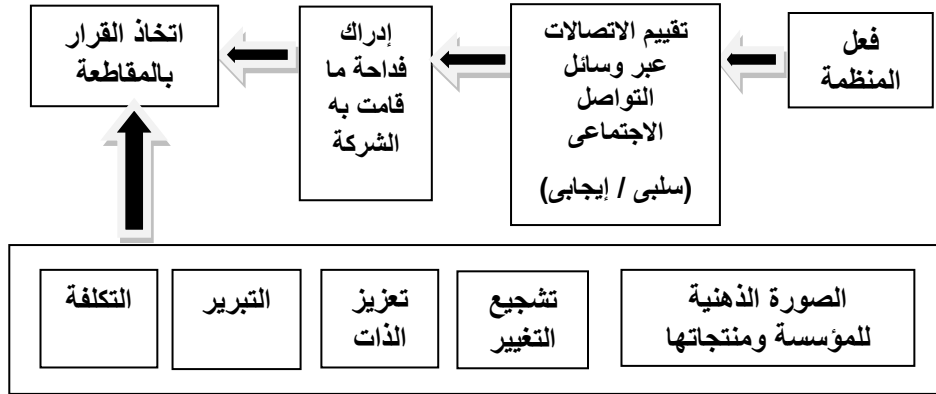 فعل
المنظمة
تقييم الاتصالات
عبر وسائل
التواصل
الاجتماعى
(سلبى / إيجابى)
إدراك
فداحة ما
قامت به
الشركة
اتخاذ القرار
بالمقاطعة
الصورة الذهنية
للمؤسسة ومنتجاتها
تشجيع
التغيير
تعزيز
الذات
التبرير
التكلفة